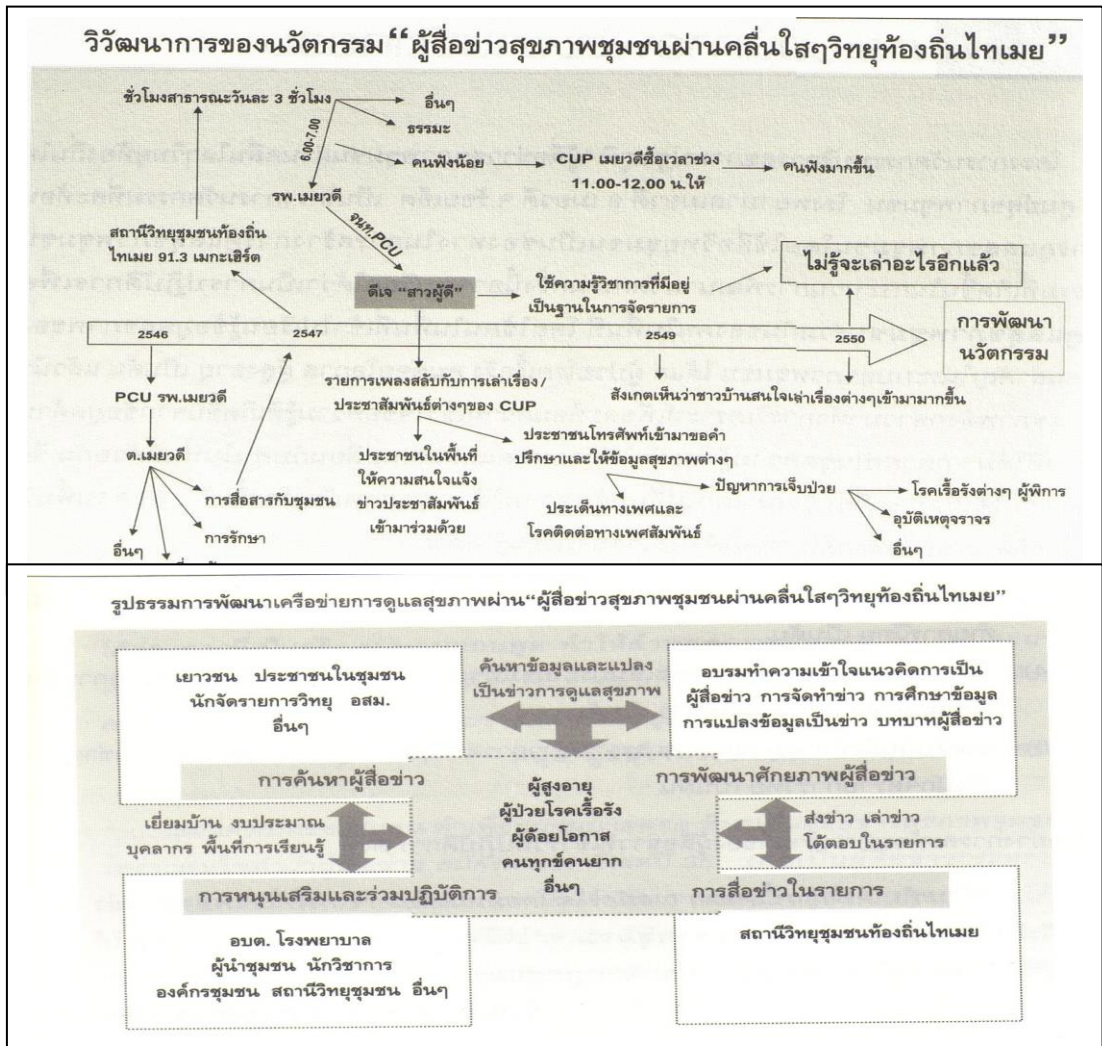 วิวัฒนาการของนวัตกรรม “ผู้สื่อข่าวสุขภาพชุมชนผ่านคลื่นใสๆวิทยุท้องถิ่นไทเมย”
ชั่วโมงสาธารณะวันละ 3 ชั่วโมง
อื่นๆ
ธรรมะ
6.00-7.00
คนฟังน้อย
CUP เมยวดีซื้อเวลาช่วง
11.00-12.00 น.ให้
คนฟังมากขึ้น
รพ.เมยวดี
จนท.PCU
สถานีวิทยุชุมชนท้องถิ่น
ไทเมย 91.3 เมกะเฮิร์ต
ดีเจ “สาวผู้ดี”
ใช้ความรู้วิชาการที่มีอยู่
เป็นฐานในการจัดรายการ
ไม่รู้จะเล่าอะไรอีกแล้ว
2546
2547
2549
2550
การพัฒนา
นวัตกรรม
PCU รพ.เมยวดี
ต.เมยวดี
การสื่อสารกับชุมชน
การรักษา
อื่นๆ
รายการเพลงสลับกับการเล่าเรื่อง/
ประชาสัมพันธ์ต่างๆของ CUP
สังเกตเห็นว่าชาวบ้านสนใจเล่าเรื่องต่างๆเข้ามามากขึ้น
ประชาชนในพื้นที่
ให้ความสนใจแจ้ง
ข่าวประชาสัมพันธ์
เข้ามาร่วมด้วย
ประชาชนโทรศัพท์เข้ามาขอคำ
ปรึกษาและให้ข้อมูลสุขภาพต่างๆ
ประเด็นทางเพศและ
โรคติดต่อทางเพศสัมพันธ์
ปัญหาการเจ็บป่วย
โรคเรื้อรังต่างๆ ผู้พิการ
อุบัติเหตุจราจร
อื่นๆ
รูปธรรมการพัฒนาเครือข่ายการดูแลสุขภาพผ่าน“ผู้สื่อข่าวสุขภาพชุมชนผ่านคลื่นใสๆวิทยุท้องถิ่นไทเมย”
เยาวชน ประชาชนในชุมชน
นักจัดรายการวิทยุ อสม.
อื่นๆ
การค้นหาผู้สื่อข่าว
ค้นหาข้อมูลและแปลง
เป็นข่าวการดูแลสุขภาพ
อบรมทำความเข้าใจแนวคิดการเป็น
ผู้สื่อข่าว การจัดทำข่าว การศึกษาข้อมูล
การแปลงข้อมูลเป็นข่าว บทบาทผู้สื่อข่าว
การพัฒนาศักยภาพผู้สื่อข่าว
เยี่ยมบ้าน งบประมาณ
บุคลากร พื้นที่การเรียนรู้
ผู้สูงอายุ
ผู้ป่วยโรคเรื้อรัง
ผู้ด้อยโอกาส
คนทุกข์คนยาก
อื่นๆ
ส่งข่าว เล่าข่าว
โต้ตอบในรายการ
การหนุนเสริมและร่วมปฏิบัติการ
อบต. โรงพยาบาล
ผู้นำชุมชน นักวิชาการ
องค์กรชุมชน สถานีวิทยุชุมชน อื่นๆ
การสื่อข่าวในรายการ
สถานีวิทยุชุมชนท้องถิ่นไทเมย